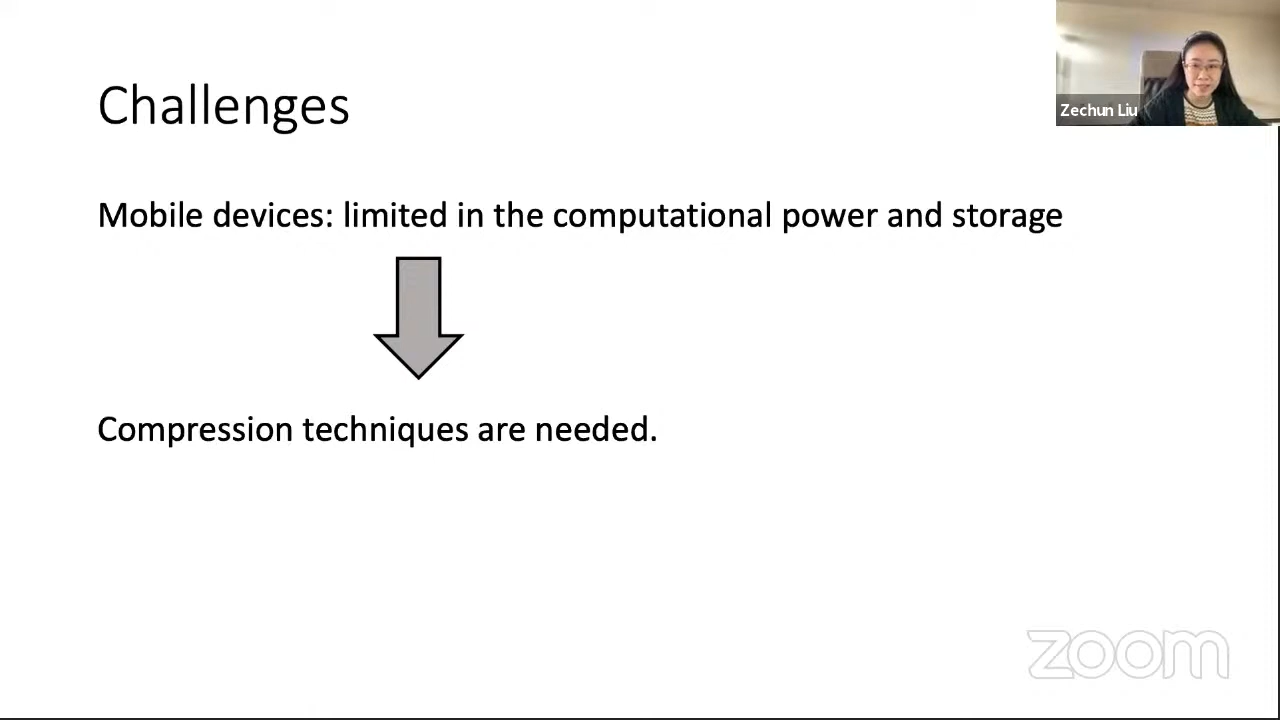 Challenges
Zechun Liu
Mobile devices: limited in the computational power and storage
Compression techniques are needed.
zoom